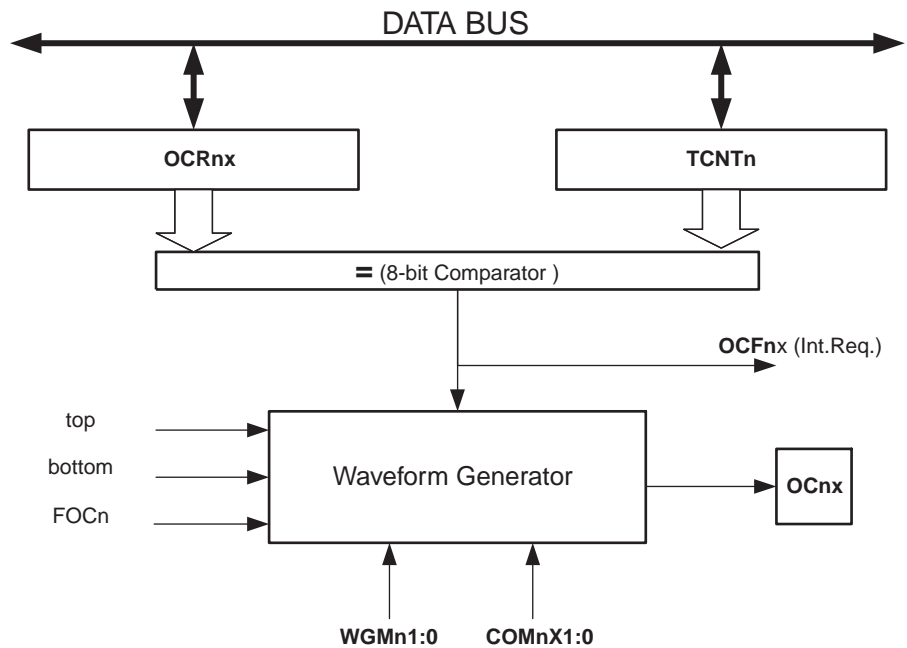 DATA BUS
OCRnx
TCNTn
= (8-bit Comparator )
OCFnx (Int.Req.)
top
bottom
FOCn
Waveform Generator
OCnx
WGMn1:0
COMnX1:0